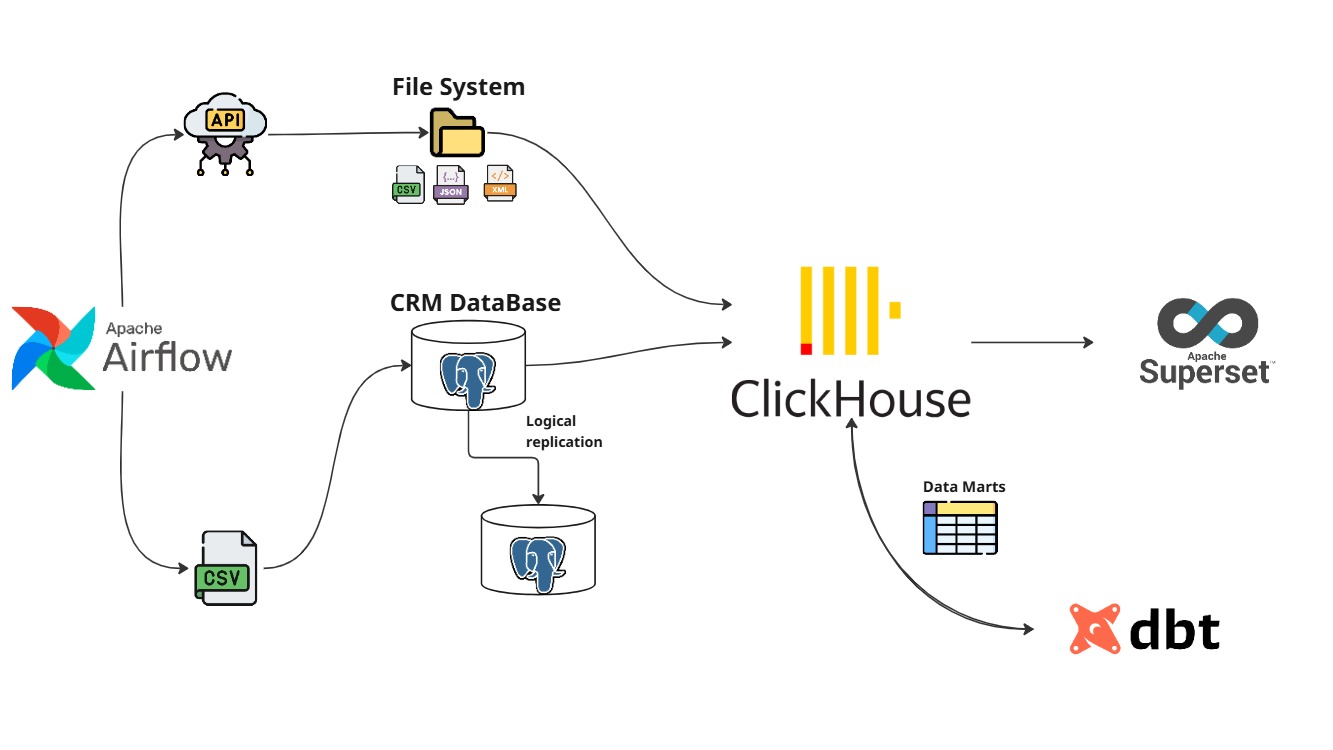 File System
API
CSV
JSON
{...}
</>
XML
CRM DataBase
Apache
Airflow
Logical
replication
CSV
ClickHouse
Apache
Superset™
Data Marts
dbt